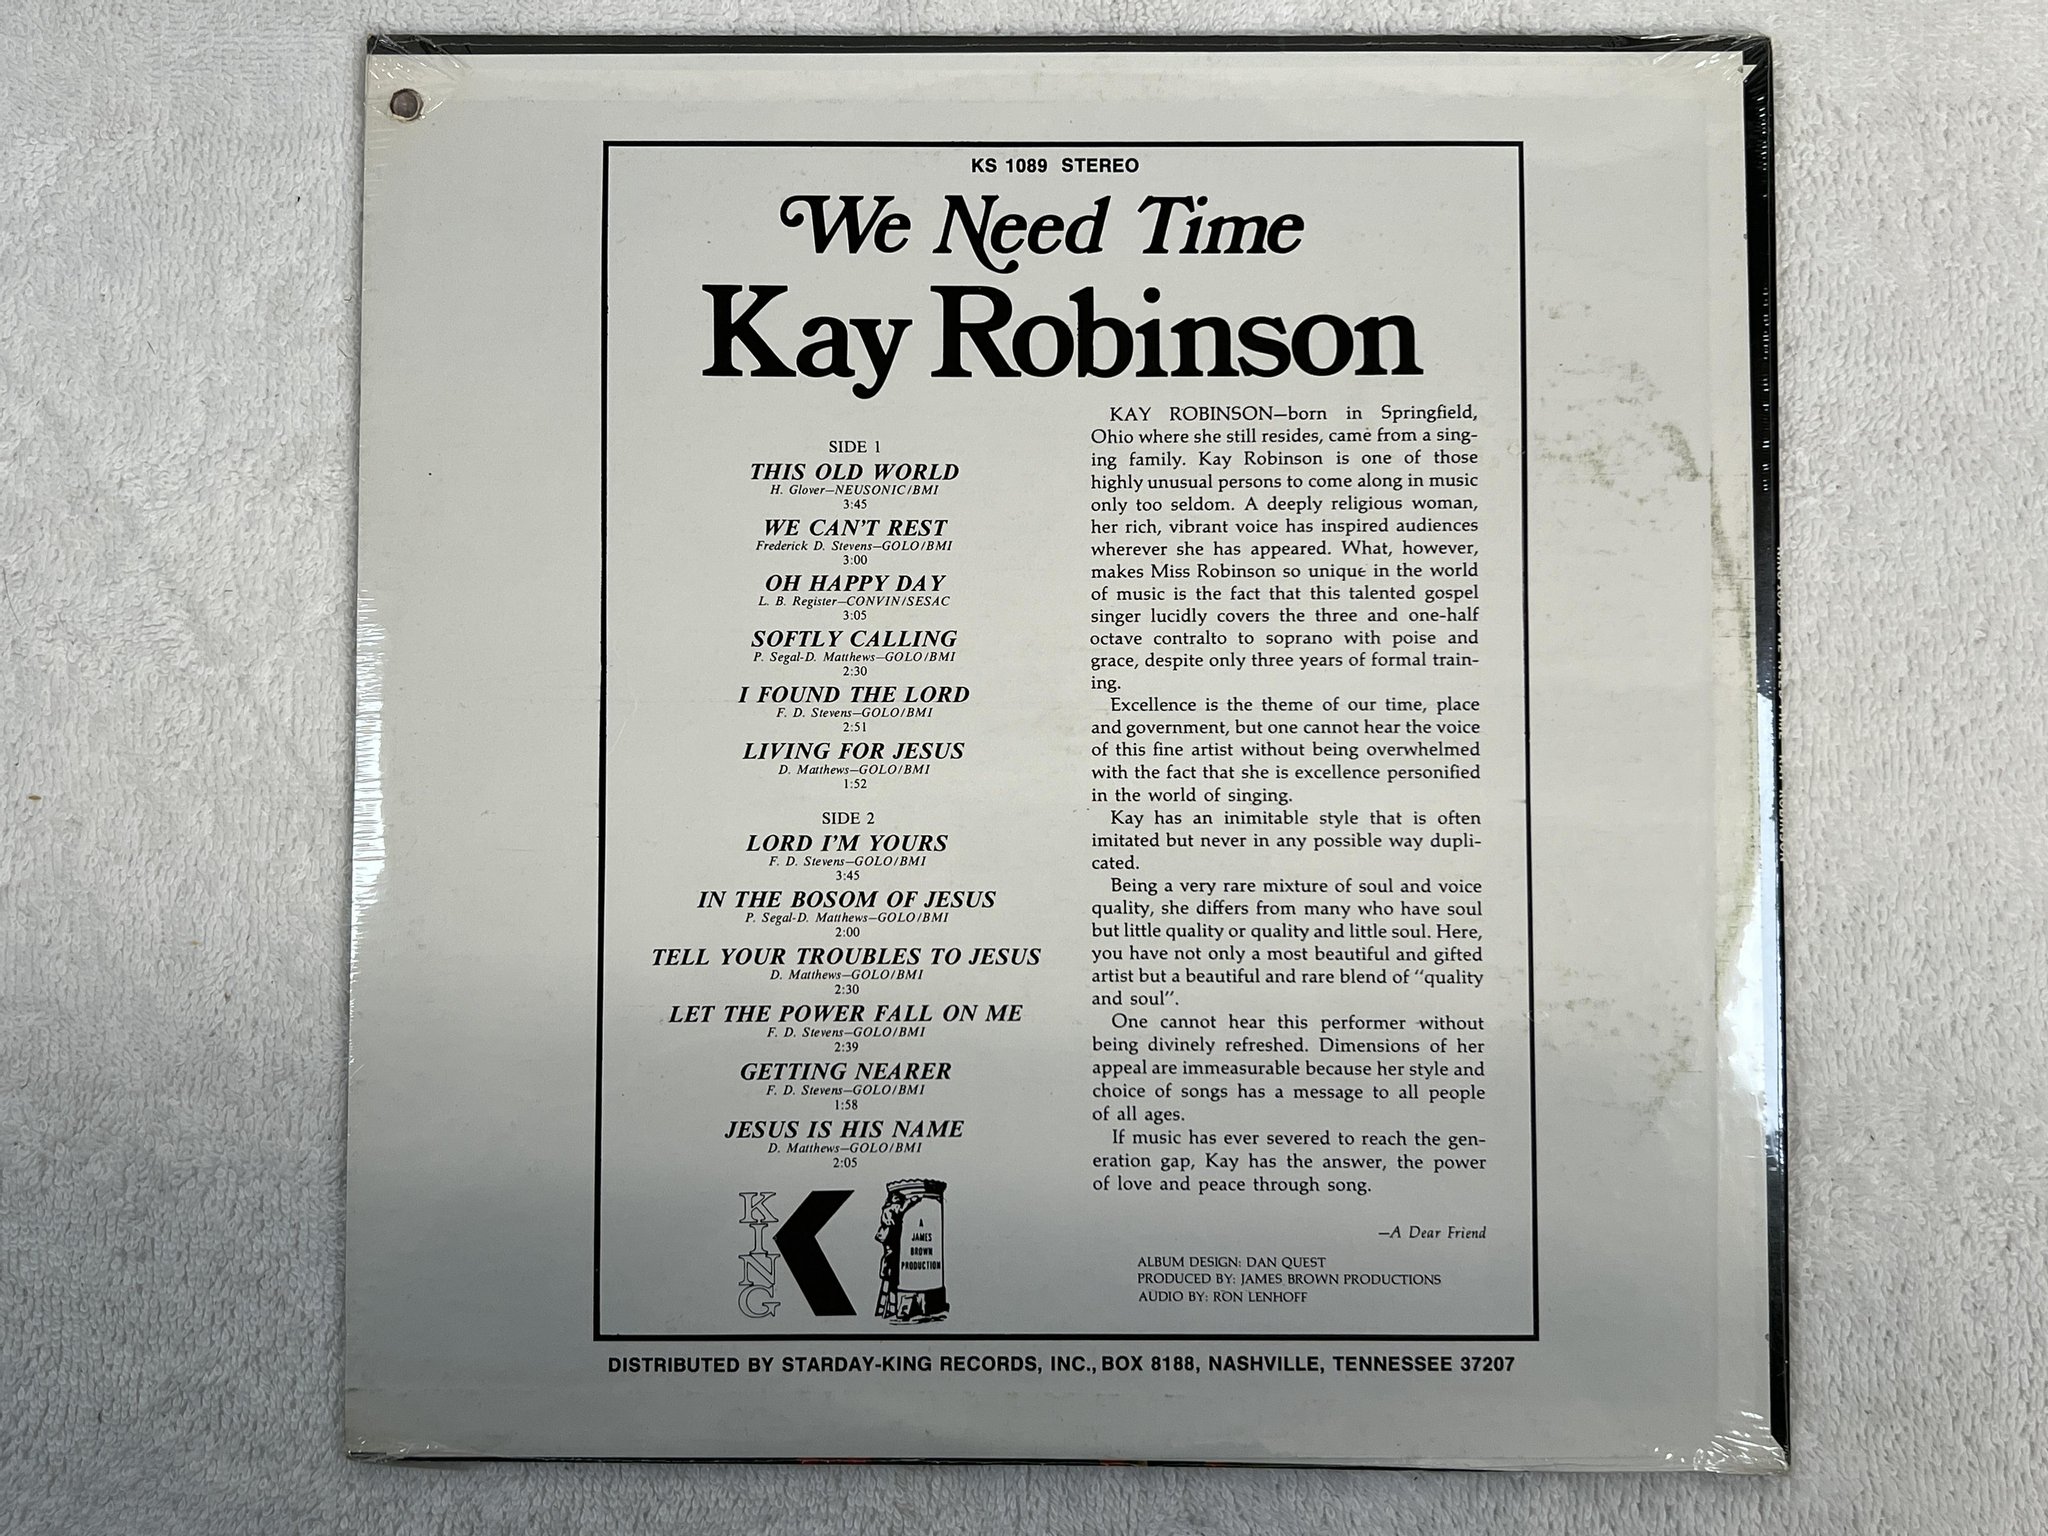 KS 1089 STEREO
We Need Time
Kay Robinson
SIDE 1
THIS OLD WORLD
H. Glover—NEUSONIC/BMI
3:45
WE CAN'T REST
Frederick D. Stevens—GOLO/BMI
3:00
OH HAPPY DAY
L. B. Register—CONVIN/SESAC
3:05
SOFTLY CALLING
P. Segal-D. Matthews—GOLO/BMI
2:30
I FOUND THE LORD
F. D. Stevens—GOLO/BMI
2:51
LIVING FOR JESUS
D. Matthews—GOLO/BMI
1:52
SIDE 2
LORD I'M YOURS
F. D. Stevens—GOLO/BMI
3:45
IN THE BOSOM OF JESUS
P. Segal-D. Matthews—GOLO/BMI
2:00
TELL YOUR TROUBLES TO JESUS
D. Matthews—GOLO/BMI
2:30
LET THE POWER FALL ON ME
F. D. Stevens—GOLO/BMI
2:39
GETTING NEARER
F. D. Stevens—GOLO/BMI
1:58
JESUS IS HIS NAME
D. Matthews—GOLO/BMI
2:05
KING
K
A
JAMES
BROWN
PRODUCTION
KAY ROBINSON—born in Springfield,
Ohio where she still resides, came from a sing-
ing family. Kay Robinson is one of those
highly unusual persons to come along in music
only too seldom. A deeply religious woman,
her rich, vibrant voice has inspired audiences
wherever she has appeared. What, however,
makes Miss Robinson so unique in the world
of music is the fact that this talented gospel
singer lucidly covers the three and one-half
octave contralto to soprano with poise and
grace, despite only three years of formal train-
ing.
Excellence is the theme of our time, place
and government, but one cannot hear the voice
of this fine artist without being overwhelmed
with the fact that she is excellence personified
in the world of singing.
Kay has an inimitable style that is often
imitated but never in any possible way dupli-
cated.
Being a very rare mixture of soul and voice
quality, she differs from many who have soul
but little quality or quality and little soul. Here,
you have not only a most beautiful and gifted
artist but a beautiful and rare blend of "quality
and soul".
One cannot hear this performer without
being divinely refreshed. Dimensions of her
appeal are immeasurable because her style and
choice of songs has a message to all people
of all ages.
If music has ever severed to reach the gen-
eration gap, Kay has the answer, the power
of love and peace through song.
—A Dear Friend
ALBUM DESIGN: DAN QUEST
PRODUCED BY: JAMES BROWN PRODUCTIONS
AUDIO BY: RON LENHOFF
DISTRIBUTED BY STARDAY-KING RECORDS, INC., BOX 8188, NASHVILLE, TENNESSEE 37207